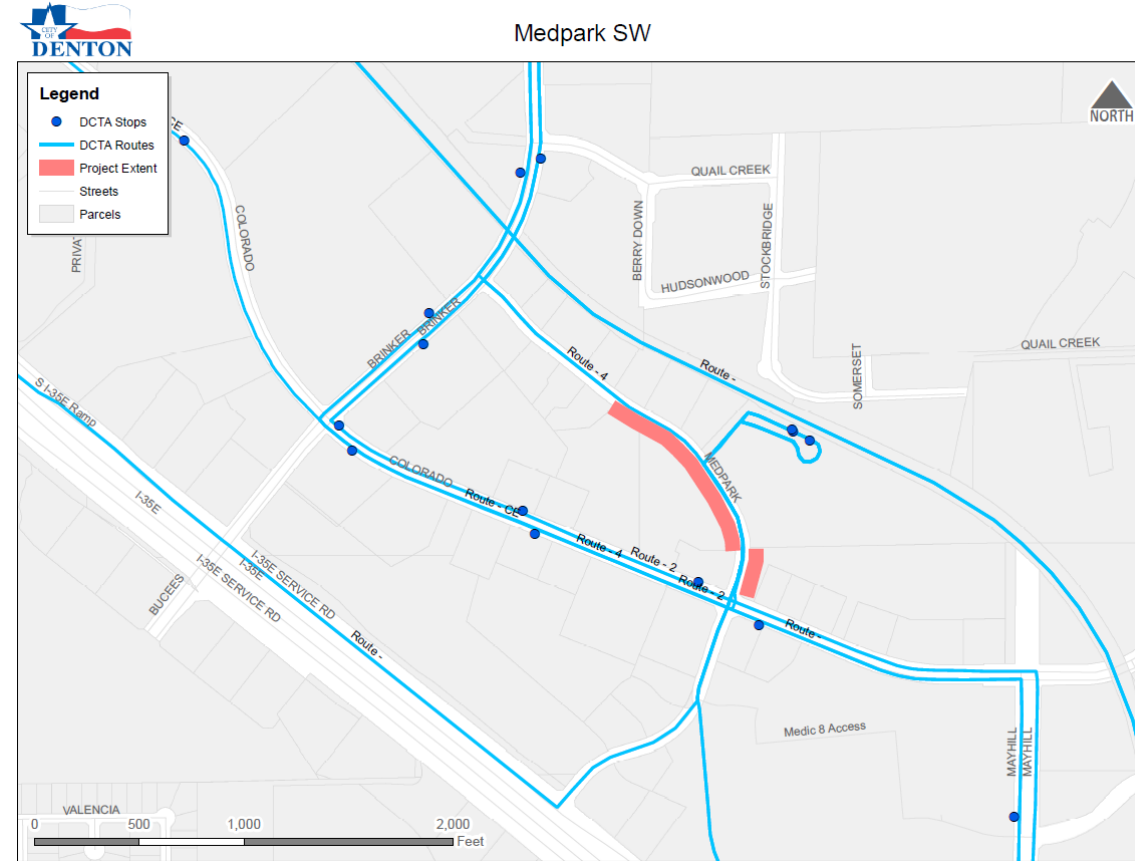 CITY
OF
DENTON
Medpark SW
Legend
DCTA Stops
DCTA Routes
Project Extent
Streets
Parcels
NORTH
CE
PRIVAT
COLORADO
QUAIL CREEK
BERRY DOWN
STOCKBRIDGE
HUDSONWOOD
BRINKER
BRINKER
QUAIL CREEK
SOMERSET
Route - 4
Route -
S I-35E Ramp
MEDPARK
COLORADO
Route - CE
I-35E
Route - 4
Route - 2
Route - 2
I-35E SERVICE RD
I-35E
I-35E SERVICE RD
BUCEES
Route -
Route -
Medic 8 Access
MAYHILL
MAYHILL
VALENCIA
0 500 1,000 2,000
Feet